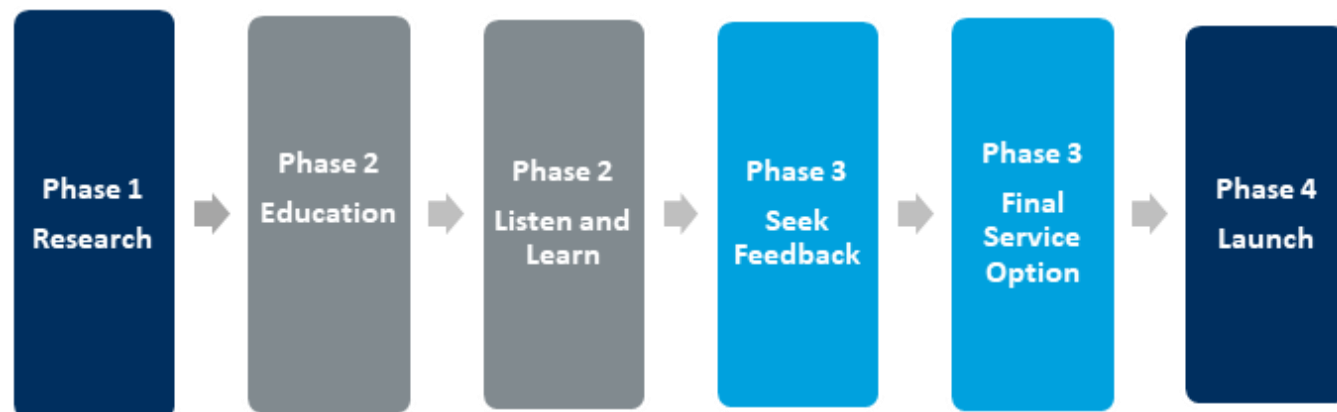 Phase 1
Research
Phase 2
Education
Phase 2
Listen and
Learn
Phase 3
Seek
Feedback
Phase 3
Final
Service
Option
Phase 4
Launch